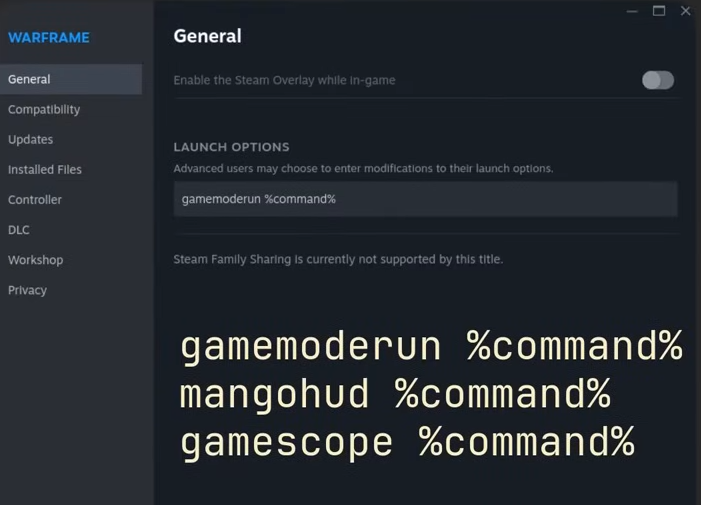 WARFRAME
General
Compatibility
Updates
Installed Files
Controller
DLC
Workshop
Privacy
General
Enable the Steam Overlay while in-game
LAUNCH OPTIONS
Advanced users may choose to enter modifications to their launch options.
gamemoderun %command%
Steam Family Sharing is currently not supported by this title.
gamemoderun %command%
mangohud %command%
gamescope %command%